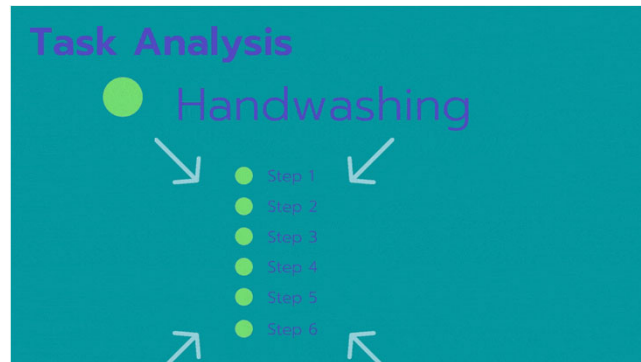 Task Analysis
Handwashing
Step 1
Step 2
Step 3
Step 4
Step 5
Step 6